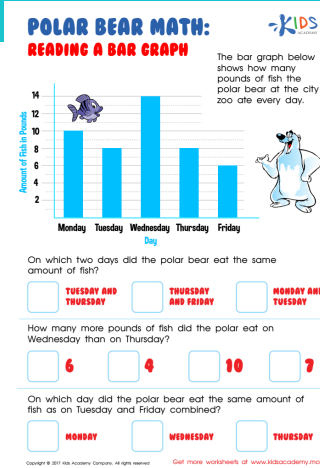 POLAR BEAR MATH:
KIDS
ACADEMY
READING A BAR GRAPH
The bar graph below
shows how many
pounds of fish the
polar bear at the city
zoo ate every day.
Amount of Fish in Pounds
14
12
10
8
6
4
2
Monday Tuesday Wednesday Thursday Friday
Day
On which two days did the polar bear eat the same
amount of fish?
TUESDAY AND
THURSDAY
THURSDAY
AND FRIDAY
MONDAY AN
TUESDAY
How many more pounds of fish did the polar eat on
Wednesday than on Thursday?
6 4 10 7
On which day did the polar bear eat the same amount of
fish as on Tuesday and Friday combined?
MONDAY WEDNESDAY THURSDAY
Copyright © 2017 Kids Academy Company. All rights reserved
Get more worksheets at www.kidsacademy.mo